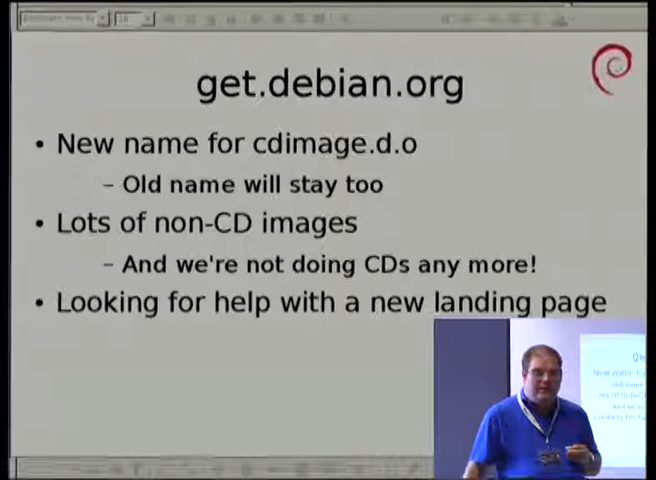 get.debian.org
• New name for cdimage.d.o
– Old name will stay too
• Lots of non-CD images
– And we're not doing CDs any more!
• Looking for help with a new landing page